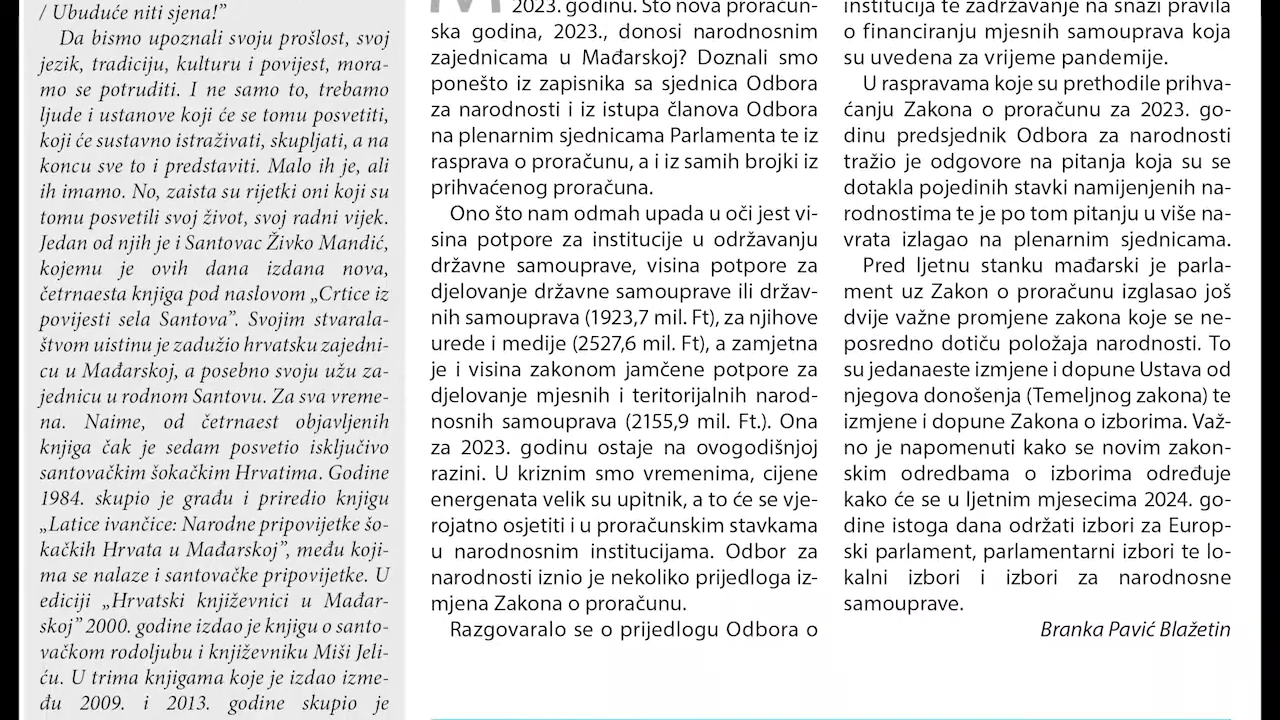 / Ubuduće niti sjena!”
Da bismo upoznali svoju prošlost, svoj
jezik, tradiciju, kulturu i povijest, mora-
mo se potruditi. I ne samo to, trebamo
ljude i ustanove koji će se tomu posvetiti,
koji će sustavno istraživati, skupljati, a na
koncu sve to i predstaviti. Malo ih je, ali
ih imamo. No, zaista su rijetki oni koji su
tomu posvetili svoj život, svoj radni vijek.
Jedan od njih je i Santovac Živko Mandić,
kojemu je ovih dana izdana nova,
četrnaesta knjiga pod naslovom „Crtice iz
povijesti sela Santova”. Svojim stvarala-
štvom uistinu je zadužio hrvatsku zajedni-
cu u Mađarskoj, a posebno svoju užu za-
jednicu u rodnom Santovu. Za sva vreme-
na. Naime, od četrnaest objavljenih
knjiga čak je sedam posvetio isključivo
santovačkim šokačkim Hrvatima. Godine
1984. skupio je građu i priredio knjigu
„Latice ivančice: Narodne pripovijetke šo-
kačkih Hrvata u Mađarskoj”, među koji-
ma se nalaze i santovačke pripovijetke. U
ediciji „Hrvatski književnici u Mađar-
skoj” 2000. godine izdao je knjigu o santo-
vačkom rodoljubu i književniku Miši Jeli-
ću. U trima knjigama koje je izdao izme-
đu 2009. i 2013. godine skupio je
2023. godinu. Što nova proračun-
ska godina, 2023., donosi narodnosnim
zajednicama u Mađarskoj? Doznali smo
ponešto iz zapisnika sa sjednica Odbora
za narodnosti i iz istupa članova Odbora
na plenarnim sjednicama Parlamenta te iz
rasprava o proračunu, a i iz samih brojki iz
prihvaćenog proračuna.
Ono što nam odmah upada u oči jest vi-
sina potpore za institucije u održavanju
državne samouprave, visina potpore za
djelovanje državne samouprave ili držav-
nih samouprava (1923,7 mil. Ft), za njihove
urede i medije (2527,6 mil. Ft), a zamjetna
je i visina zakonom jamčene potpore za
djelovanje mjesnih i teritorijalnih narod-
nosnih samouprava (2155,9 mil. Ft.). Ona
za 2023. godinu ostaje na ovogodišnjoj
razini. U kriznim smo vremenima, cijene
energenata velik su upitnik, a to će se vje-
rojatno osjetiti i u proračunskim stavkama
u narodnosnim institucijama. Odbor za
narodnosti iznio je nekoliko prijedloga iz-
mjena Zakona o proračunu.
Razgovaralo se o prijedlogu Odbora o
institucija te zadržavanje na snazi pravila
o financiranju mjesnih samouprava koja
su uvedena za vrijeme pandemije.
U raspravama koje su prethodile prihva-
ćanju Zakona o proračunu za 2023. go-
dinu predsjednik Odbora za narodnosti
tražio je odgovore na pitanja koja su se
dotakla pojedinih stavki namijenjenih na-
rodnostima te je po tom pitanju u više na-
vrata izlagao na plenarnim sjednicama.
Pred ljetnu stanku mađarski je parla-
ment uz Zakon o proračunu izglasao još
dvije važne promjene zakona koje se ne-
posredno dotiču položaja narodnosti. To
su jedanaeste izmjene i dopune Ustava od
njegova donošenja (Temeljnog zakona) te
izmjene i dopune Zakona o izborima. Važ-
no je napomenuti kako se novim zakon-
skim odredbama o izborima određuje
kako će se u ljetnim mjesecima 2024. go-
dine istoga dana održati izbori za Europ-
ski parlament, parlamentarni izbori te lo-
kalni izbori i izbori za narodnosne
samouprave.
Branka Pavić Blažetin